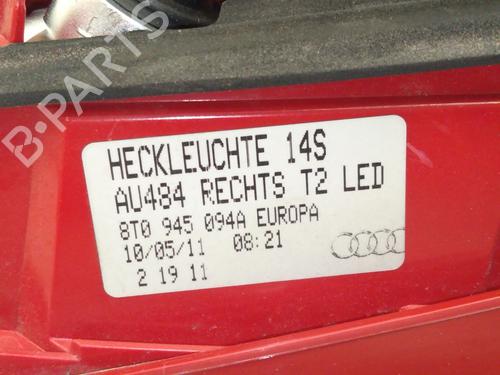 B-PARTS
HECKLEUCHTE 14S
AU484 RECHTS T2 LED
8T0 945 094A EUROPA
10/05/11 08:21
2 19 11